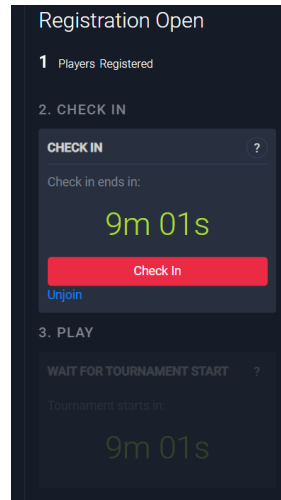 Registration Open
1 Players Registered
2. CHECK IN
CHECK IN ?
Check in ends in:
9m 01s
Check In
Unjoin
3. PLAY
WAIT FOR TOURNAMENT START ?
Tournament starts in:
9m 01s